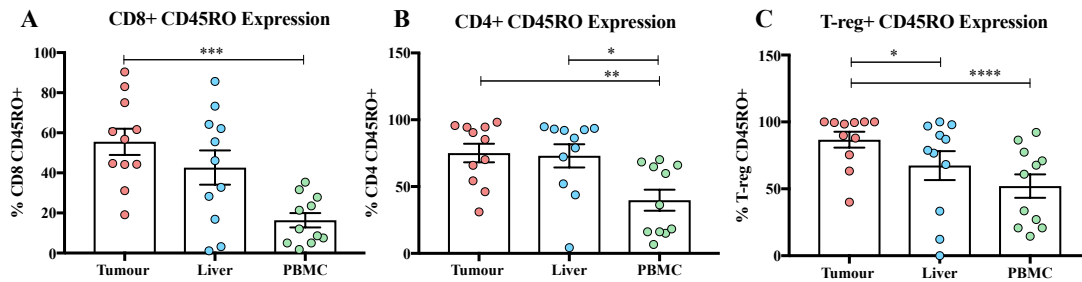 A
CD8+ CD45RO Expression
% CD8 CD45RO+
100
80
60
40
20
0
***
Tumour
Liver
PBMC
B
CD4+ CD45RO Expression
% CD4 CD45RO+
150
100
50
0
*
**
Tumour
Liver
PBMC
C
T-reg+ CD45RO Expression
% T-reg CD45RO+
150
100
50
0
*
****
Tumour
Liver
PBMC